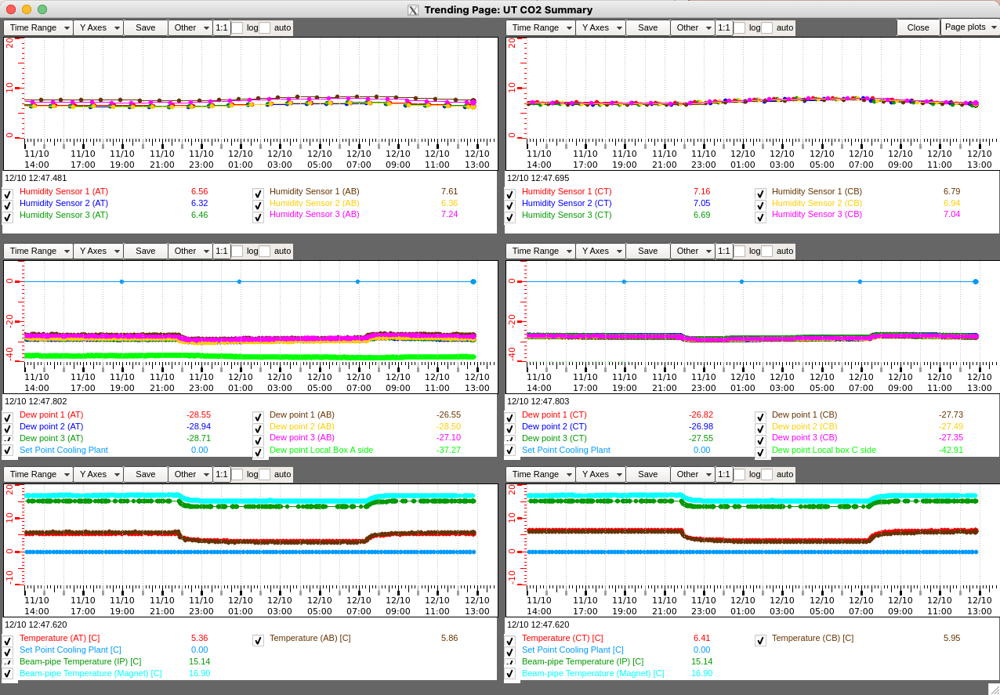 X Trending Page: UT CO2 Summary
Time Range Y Axes Save Other 1:1 log auto
Time Range Y Axes Save Other 1:1 log auto Close Page plots
20
10
0
11/10 11/10 11/10 11/10 11/10 12/10 12/10 12/10 12/10 12/10 12/10 12/10
14:00 17:00 19:00 21:00 23:00 01:00 03:00 05:00 07:00 09:00 11:00 13:00
12/10 12:47.481
Humidity Sensor 1 (AT) 6.56 Humidity Sensor 1 (AB) 7.61
Humidity Sensor 2 (AT) 6.32 Humidity Sensor 2 (AB) 6.36
Humidity Sensor 3 (AT) 6.46 Humidity Sensor 3 (AB) 7.24
20
10
0
11/10 11/10 11/10 11/10 11/10 12/10 12/10 12/10 12/10 12/10 12/10 12/10
14:00 17:00 19:00 21:00 23:00 01:00 03:00 05:00 07:00 09:00 11:00 13:00
12/10 12:47.695
Humidity Sensor 1 (CT) 7.16 Humidity Sensor 1 (CB) 6.79
Humidity Sensor 2 (CT) 7.05 Humidity Sensor 2 (CB) 6.94
Humidity Sensor 3 (CT) 6.69 Humidity Sensor 3 (CB) 7.04
Time Range Y Axes Save Other 1:1 log auto
0
-20
-40
11/10 11/10 11/10 11/10 11/10 12/10 12/10 12/10 12/10 12/10 12/10 12/10
14:00 17:00 19:00 21:00 23:00 01:00 03:00 05:00 07:00 09:00 11:00 13:00
12/10 12:47.802
Dew point 1 (AT) -28.55 Dew point 1 (AB) -26.55
Dew point 2 (AT) -28.94 Dew point 2 (AB) -28.50
Dew point 3 (AT) -28.71 Dew point 3 (AB) -27.10
Set Point Cooling Plant 0.00 Dew point Local Box A side -37.27
Time Range Y Axes Save Other 1:1 log auto
0
-20
-40
11/10 11/10 11/10 11/10 11/10 12/10 12/10 12/10 12/10 12/10 12/10 12/10
14:00 17:00 19:00 21:00 23:00 01:00 03:00 05:00 07:00 09:00 11:00 13:00
12/10 12:47.803
Dew point 1 (CT) -26.82 Dew point 1 (CB) -27.73
Dew point 2 (CT) -26.98 Dew point 2 (CB) -27.49
Dew point 3 (CT) -27.55 Dew point 3 (CB) -27.35
Set Point Cooling Plant 0.00 Dew point Local box C side -42.91
Time Range Y Axes Save Other 1:1 log auto
20
10
0
-10
11/10 11/10 11/10 11/10 11/10 12/10 12/10 12/10 12/10 12/10 12/10 12/10
14:00 17:00 19:00 21:00 23:00 01:00 03:00 05:00 07:00 09:00 11:00 13:00
12/10 12:47.620
Temperature (AT) [C] 5.36 Temperature (AB) [C] 5.86
Set Point Cooling Plant [C] 0.00
Beam-pipe Temperature (IP) [C] 15.14
Beam-pipe Temperature (Magnet) [C] 16.90
Time Range Y Axes Save Other 1:1 log auto
20
10
0
-10
11/10 11/10 11/10 11/10 11/10 12/10 12/10 12/10 12/10 12/10 12/10 12/10
14:00 17:00 19:00 21:00 23:00 01:00 03:00 05:00 07:00 09:00 11:00 13:00
12/10 12:47.620
Temperature (CT) [C] 6.41 Temperature (CB) [C] 5.95
Set Point Cooling Plant [C] 0.00
Beam-pipe Temperature (IP) [C] 15.14
Beam-pipe Temperature (Magnet) [C] 16.90